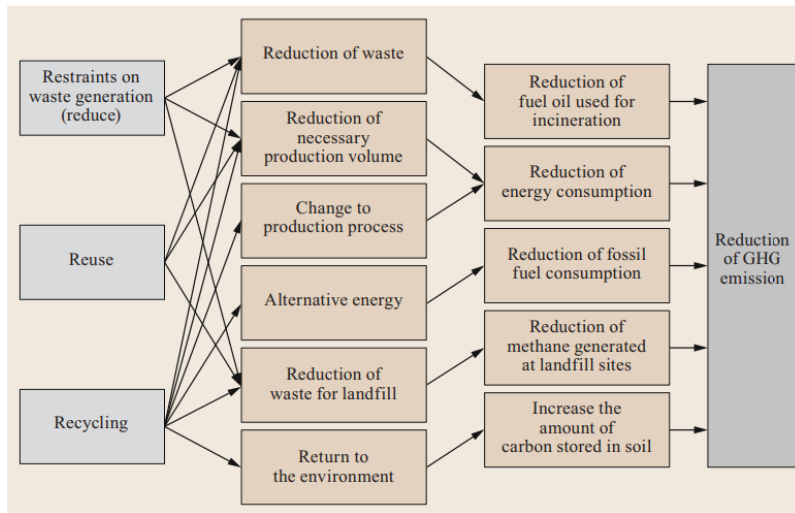 Restraints on
waste generation
(reduce)
Reuse
Recycling
Reduction of waste
Reduction of
necessary
production volume
Change to
production process
Alternative energy
Reduction of
waste for landfill
Return to
the environment
Reduction of
fuel oil used for
incineration
Reduction of
energy consumption
Reduction of fossil
fuel consumption
Reduction of
methane generated
at landfill sites
Increase the
amount of
carbon stored in soil
Reduction
of GHG
emission